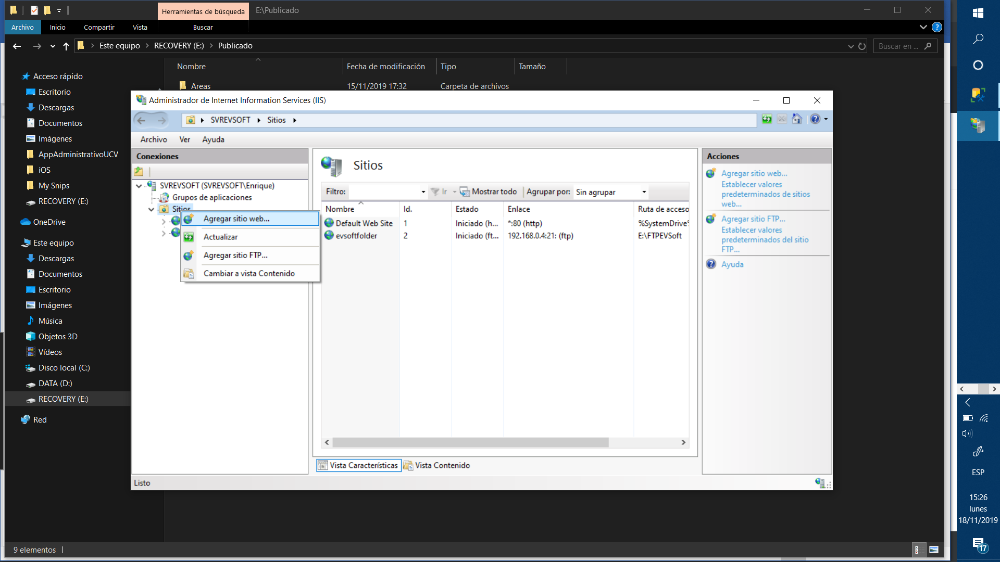 Herramientas de búsqueda
E:\Publicado
Archivo
Inicio
Compartir
Vista
Buscar
Este equipo
RECOVERY (E:)
Publicado
Buscar en ...
Nombre
Fecha de modificación
Tipo
Tamaño
Areas
15/11/2019 17:32
Carpeta de archivos
Acceso rápido
Escritorio
Descargas
Documentos
Imágenes
AppAdministrativoUCV
iOS
My Snips
RECOVERY (E:)
OneDrive
Este equipo
Descargas
Documentos
Escritorio
Imágenes
Música
Objetos 3D
Vídeos
Disco local (C:)
DATA (D:)
RECOVERY (E:)
Red
9 elementos
Administrador de Internet Information Services (IIS)
SVREVSOFT
Sitios
Archivo
Ver
Ayuda
Conexiones
SVREVSOFT (SVREVSOFT\Enrique)
Grupos de aplicaciones
Sitios
Agregar sitio web...
Actualizar
Agregar sitio FTP...
Cambiar a vista Contenido
Sitios
Filtro:
Ir
Mostrar todo
Agrupar por:
Sin agrupar
Nombre
Id.
Estado
Enlace
Ruta de acceso
Default Web Site
1
Iniciado (h...
*:80 (http)
%SystemDrive%
evsoftfolder
2
Iniciado (ft...
192.168.0.4:21: (ftp)
E:\FTPEVSoft
Vista Características
Vista Contenido
Listo
Acciones
Agregar sitio web...
Establecer valores
predeterminados de sitios
web...
Agregar sitio FTP...
Establecer valores
predeterminados del sitio
FTP...
Ayuda
ESP
15:26
lunes
18/11/2019
17